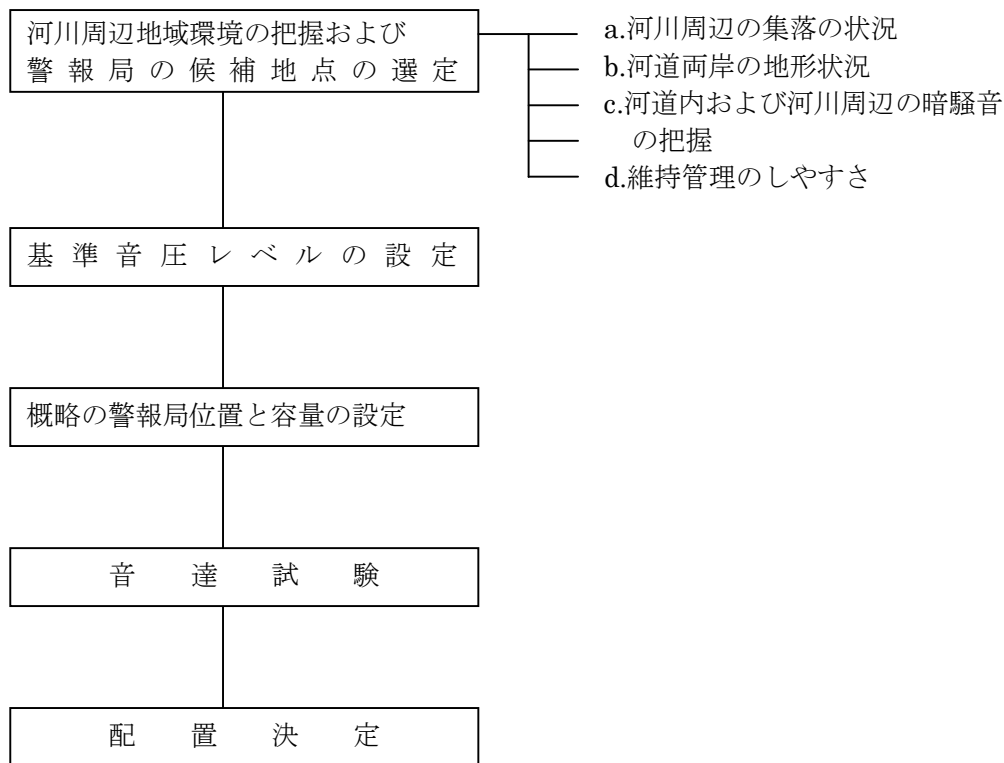 河川周辺地域環境の把握および
警報局の候補地点の選定
a.河川周辺の集落の状況
b.河道両岸の地形状況
c.河道内および河川周辺の暗騒音
の把握
d.維持管理のしやすさ
基準音圧レベルの設定
概略の警報局位置と容量の設定
音達試験
配置決定